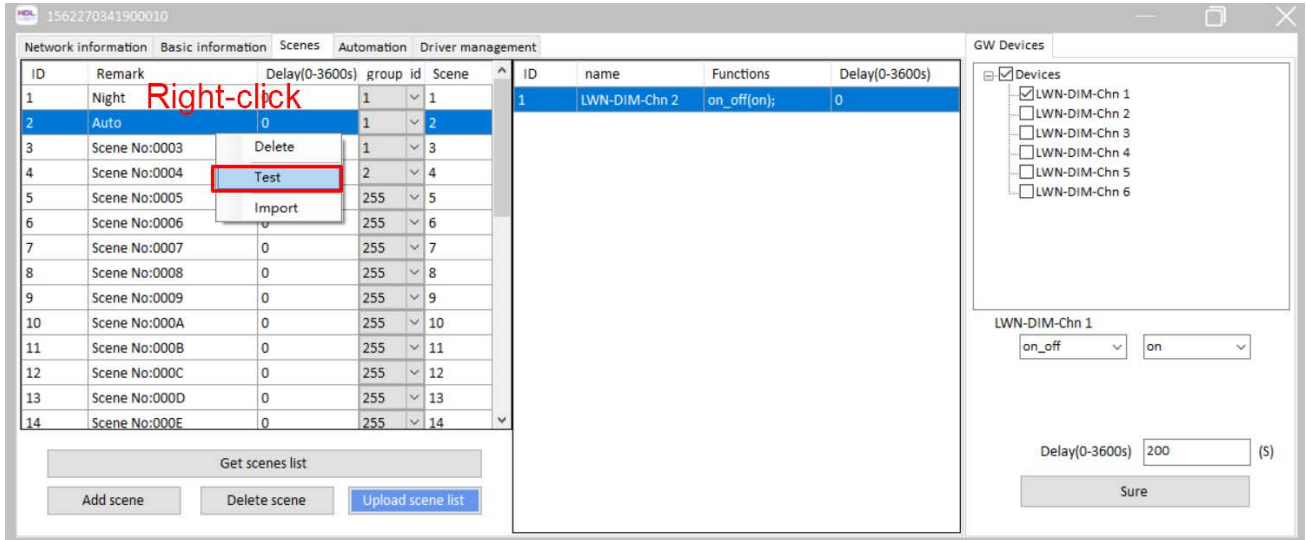 HDL 1562270341900010
Network information Basic information Scenes Automation Driver management GW Devices
ID Remark Delay(0-3600s) group id Scene
1 Night 1 1
Right-click
2 Auto 0 1 2
3 Scene No:0003 1 3
4 Scene No:0004 2 4
5 Scene No:0005 255 5
6 Scene No:0006 0 255 6
7 Scene No:0007 0 255 7
8 Scene No:0008 0 255 8
9 Scene No:0009 0 255 9
10 Scene No:000A 0 255 10
11 Scene No:000B 0 255 11
12 Scene No:000C 0 255 12
13 Scene No:000D 0 255 13
14 Scene No:000E 0 255 14
Delete
Test
Import
Get scenes list
Add scene Delete scene Upload scene list
ID name Functions Delay(0-3600s)
1 LWN-DIM-Chn 2 on_off(on); 0
Devices
LWN-DIM-Chn 1
LWN-DIM-Chn 2
LWN-DIM-Chn 3
LWN-DIM-Chn 4
LWN-DIM-Chn 5
LWN-DIM-Chn 6
LWN-DIM-Chn 1
on_off on
Delay(0-3600s) 200 (S)
Sure